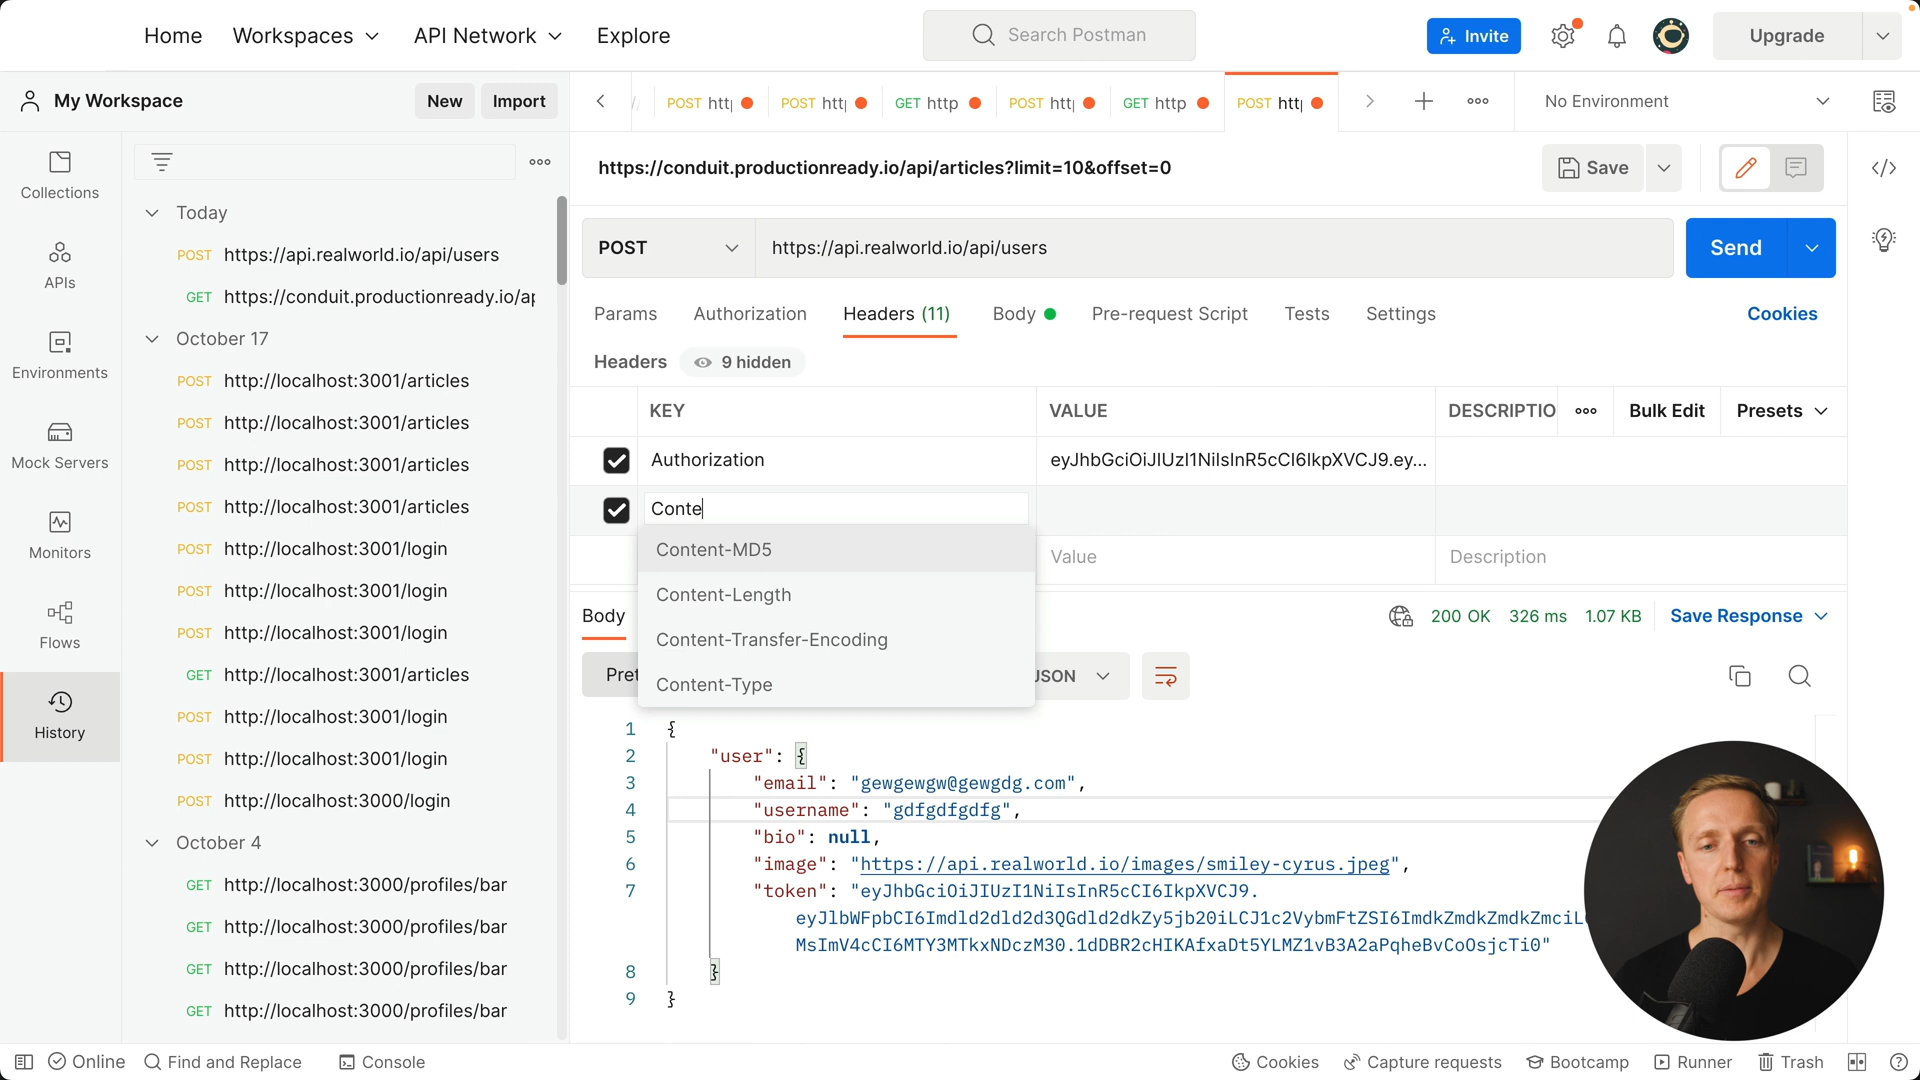 Home Workspaces API Network Explore Search Postman Invite Upgrade
My Workspace New Import
POST htt GET http No Environment
POST htt
POST htt
GET http
POST htt
https://conduit.productionready.io/api/articles?limit=10&offset=0 Save
POST https://api.realworld.io/api/users Send
Params Authorization Headers (11) Body Pre-request Script Tests Settings Cookies
Headers 9 hidden
KEY VALUE DESCRIPTIO Bulk Edit Presets
Authorization eyJhbGciOiJIUzI1NiIsInR5cCI6IkpXVCJ9.ey...
Conte
Content-MD5
Content-Length
Content-Transfer-Encoding
Content-Type
Value Description
Body 200 OK 326 ms 1.07 KB Save Response
Pret JSON
1 {
2 "user": {
3 "email": "gewgewgw@gewgdg.com",
4 "username": "gdfgdfgdfg",
5 "bio": null,
6 "image": "https://api.realworld.io/images/smiley-cyrus.jpeg",
7 "token": "eyJhbGciOiJIUzI1NiIsInR5cCI6IkpXVCJ9.
eyJlbWFpbCI6Imdld2dld2d3QGdld2dkZy5jb20iLCJ1c2VybmFtZSI6ImdkZmdkZmdkZmciL
MsImV4cCI6MTY3MTkxNDczM30.1dDBR2cHIKAfxaDt5YLMZ1vB3A2aPqheBvCoOsjcTi0"
8 }
9 }
Collections
APIs
Environments
Mock Servers
Monitors
Flows
History
Today
POST https://api.realworld.io/api/users
GET https://conduit.productionready.io/ap
October 17
POST http://localhost:3001/articles
POST http://localhost:3001/articles
POST http://localhost:3001/articles
POST http://localhost:3001/articles
POST http://localhost:3001/login
POST http://localhost:3001/login
POST http://localhost:3001/login
GET http://localhost:3001/articles
POST http://localhost:3001/login
POST http://localhost:3001/login
POST http://localhost:3000/login
October 4
GET http://localhost:3000/profiles/bar
GET http://localhost:3000/profiles/bar
GET http://localhost:3000/profiles/bar
GET http://localhost:3000/profiles/bar
Online Find and Replace Console Cookies Capture requests Bootcamp Runner Trash